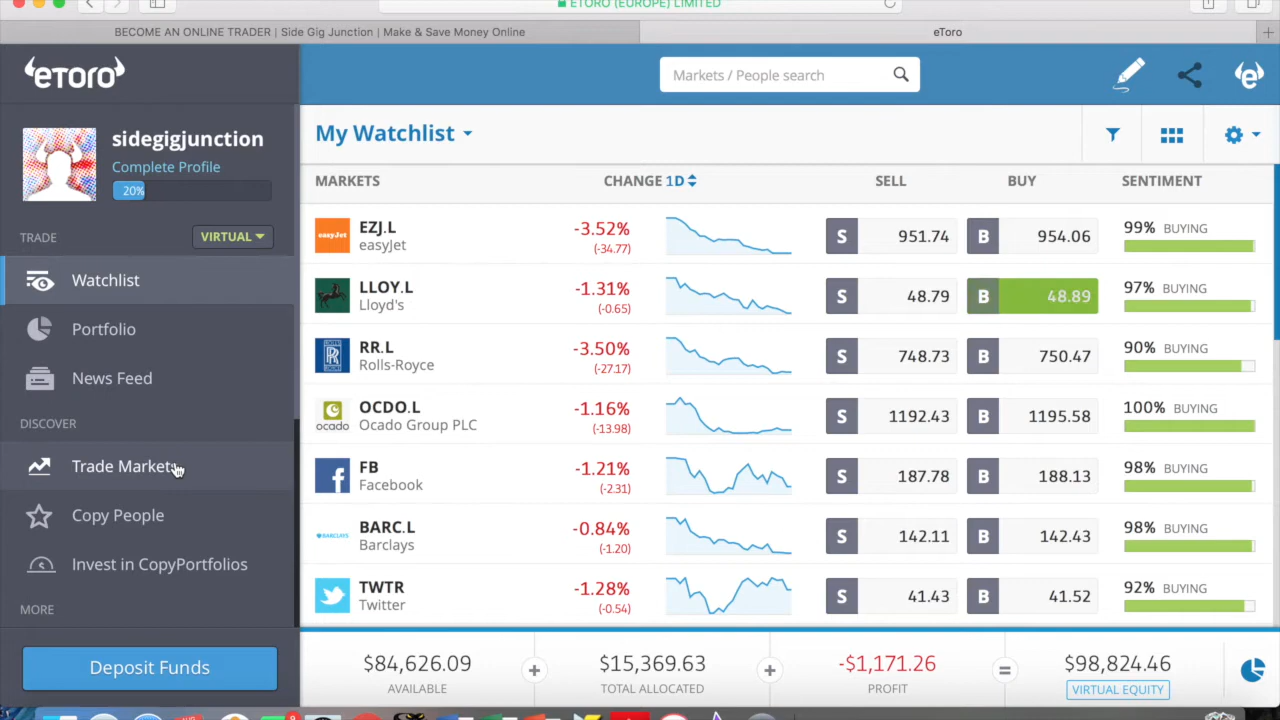 ETORO (EUROPE) LIMITED
BECOME AN ONLINE TRADER | Side Gig Junction | Make & Save Money Online
eToro
eTORO
Markets / People search
sidegigjunction
Complete Profile
20%
TRADE
VIRTUAL
Watchlist
Portfolio
News Feed
DISCOVER
Trade Markets
Copy People
Invest in CopyPortfolios
MORE
Deposit Funds
My Watchlist
MARKETS CHANGE 1D SELL BUY SENTIMENT
easyJet EZJ.L -3.52% S 951.74 B 954.06 99% BUYING
easyJet (-34.77)
LLOY.L -1.31% S 48.79 B 48.89 97% BUYING
Lloyd's (-0.65)
RR.L -3.50% S 748.73 B 750.47 90% BUYING
Rolls-Royce (-27.17)
OCDO.L -1.16% S 1192.43 B 1195.58 100% BUYING
ocado Ocado Group PLC (-13.98)
FB -1.21% S 187.78 B 188.13 98% BUYING
Facebook (-2.31)
BARCLAYS BARC.L -0.84% S 142.11 B 142.43 98% BUYING
Barclays (-1.20)
TWTR -1.28% S 41.43 B 41.52 92% BUYING
Twitter (-0.54)
$84,626.09 + $15,369.63 + -$1,171.26 = $98,824.46
AVAILABLE TOTAL ALLOCATED PROFIT VIRTUAL EQUITY